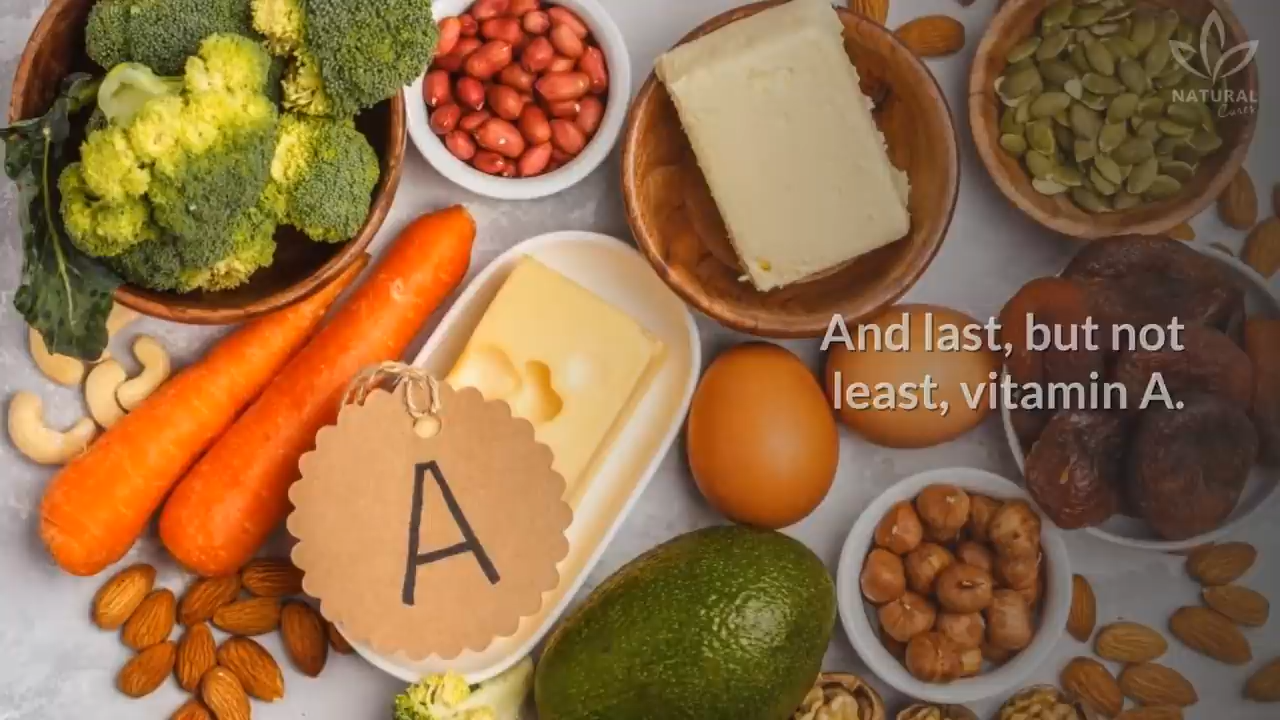 NATURAL
Cures
And last, but not
least, vitamin A.
A